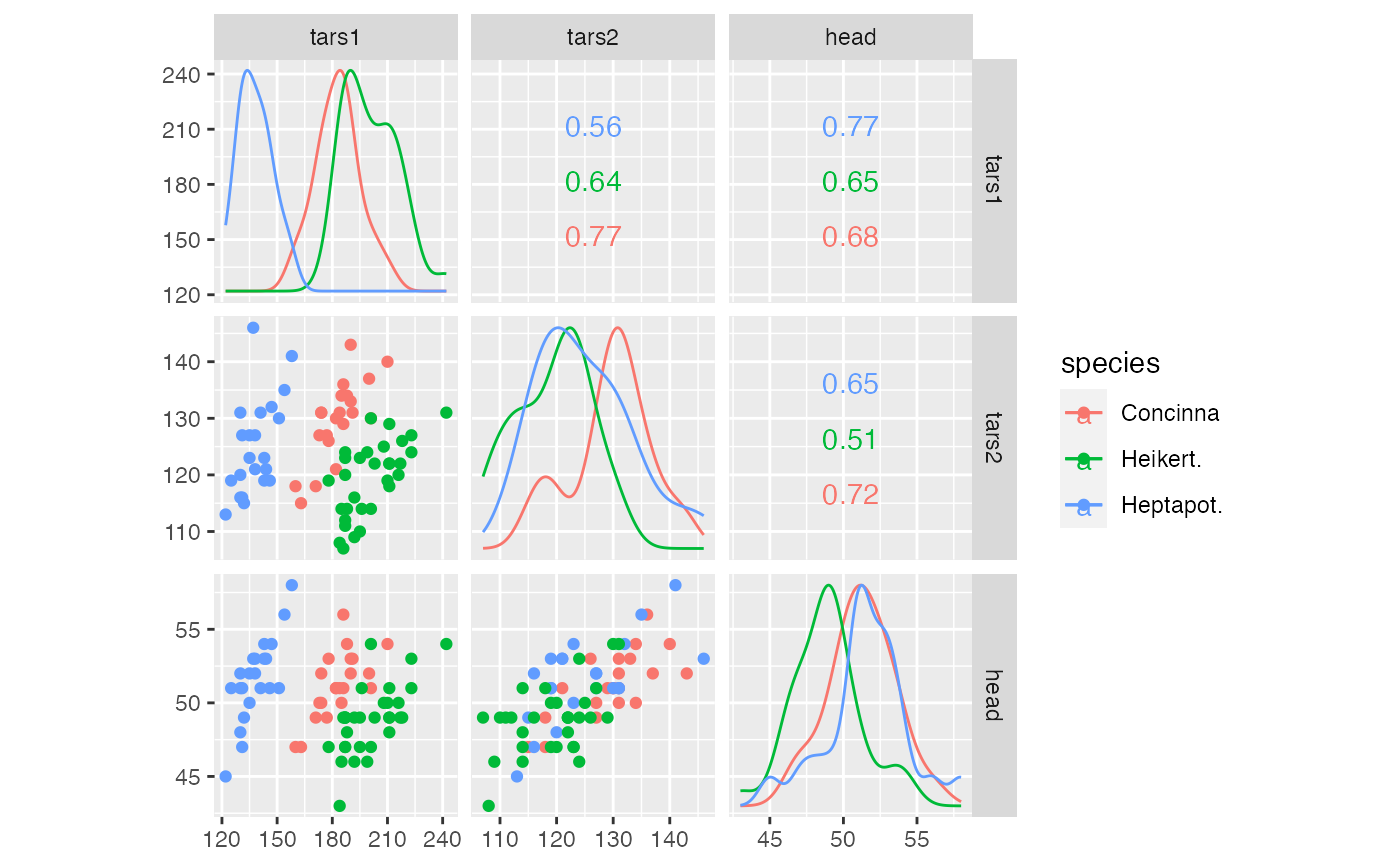 tars1 tars2 head
240
210
180
150
120
0.56 0.77
0.64 0.65
0.77 0.68
tars1
140
130
120
110
0.65
0.51
0.72
tars2
55
50
45
head
120 150 180 210 240 110 120 130 140 45 50 55
species
a Concinna
a Heikert.
a Heptapot.